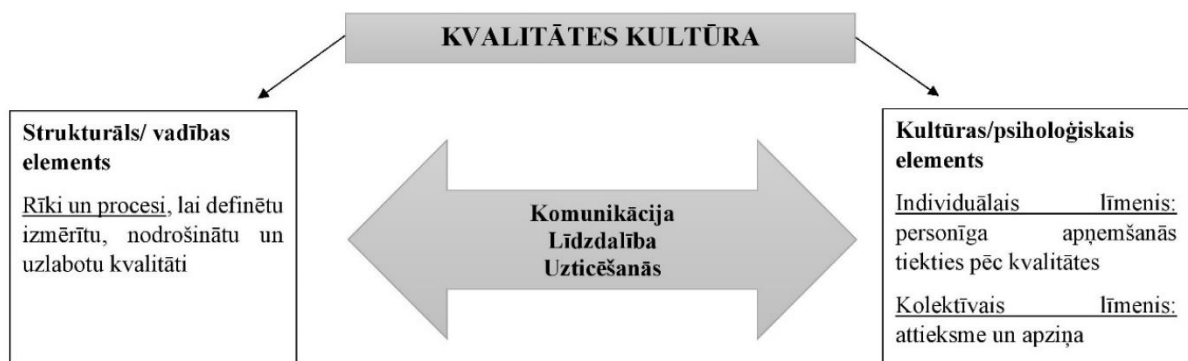 KVALITĀTES KULTŪRA
Strukturāls/ vadības
elements
Rīki un procesi, lai definētu
izmērītu, nodrošinātu un
uzlabotu kvalitāti
Komunikācija
Līdzdalība
Uzticēšanās
Kultūras/psiholoģiskais
elements
Individuālais līmenis:
personīga apņemšanās
tiekties pēc kvalitātes
Kolektīvais līmenis:
attieksme un apziņa